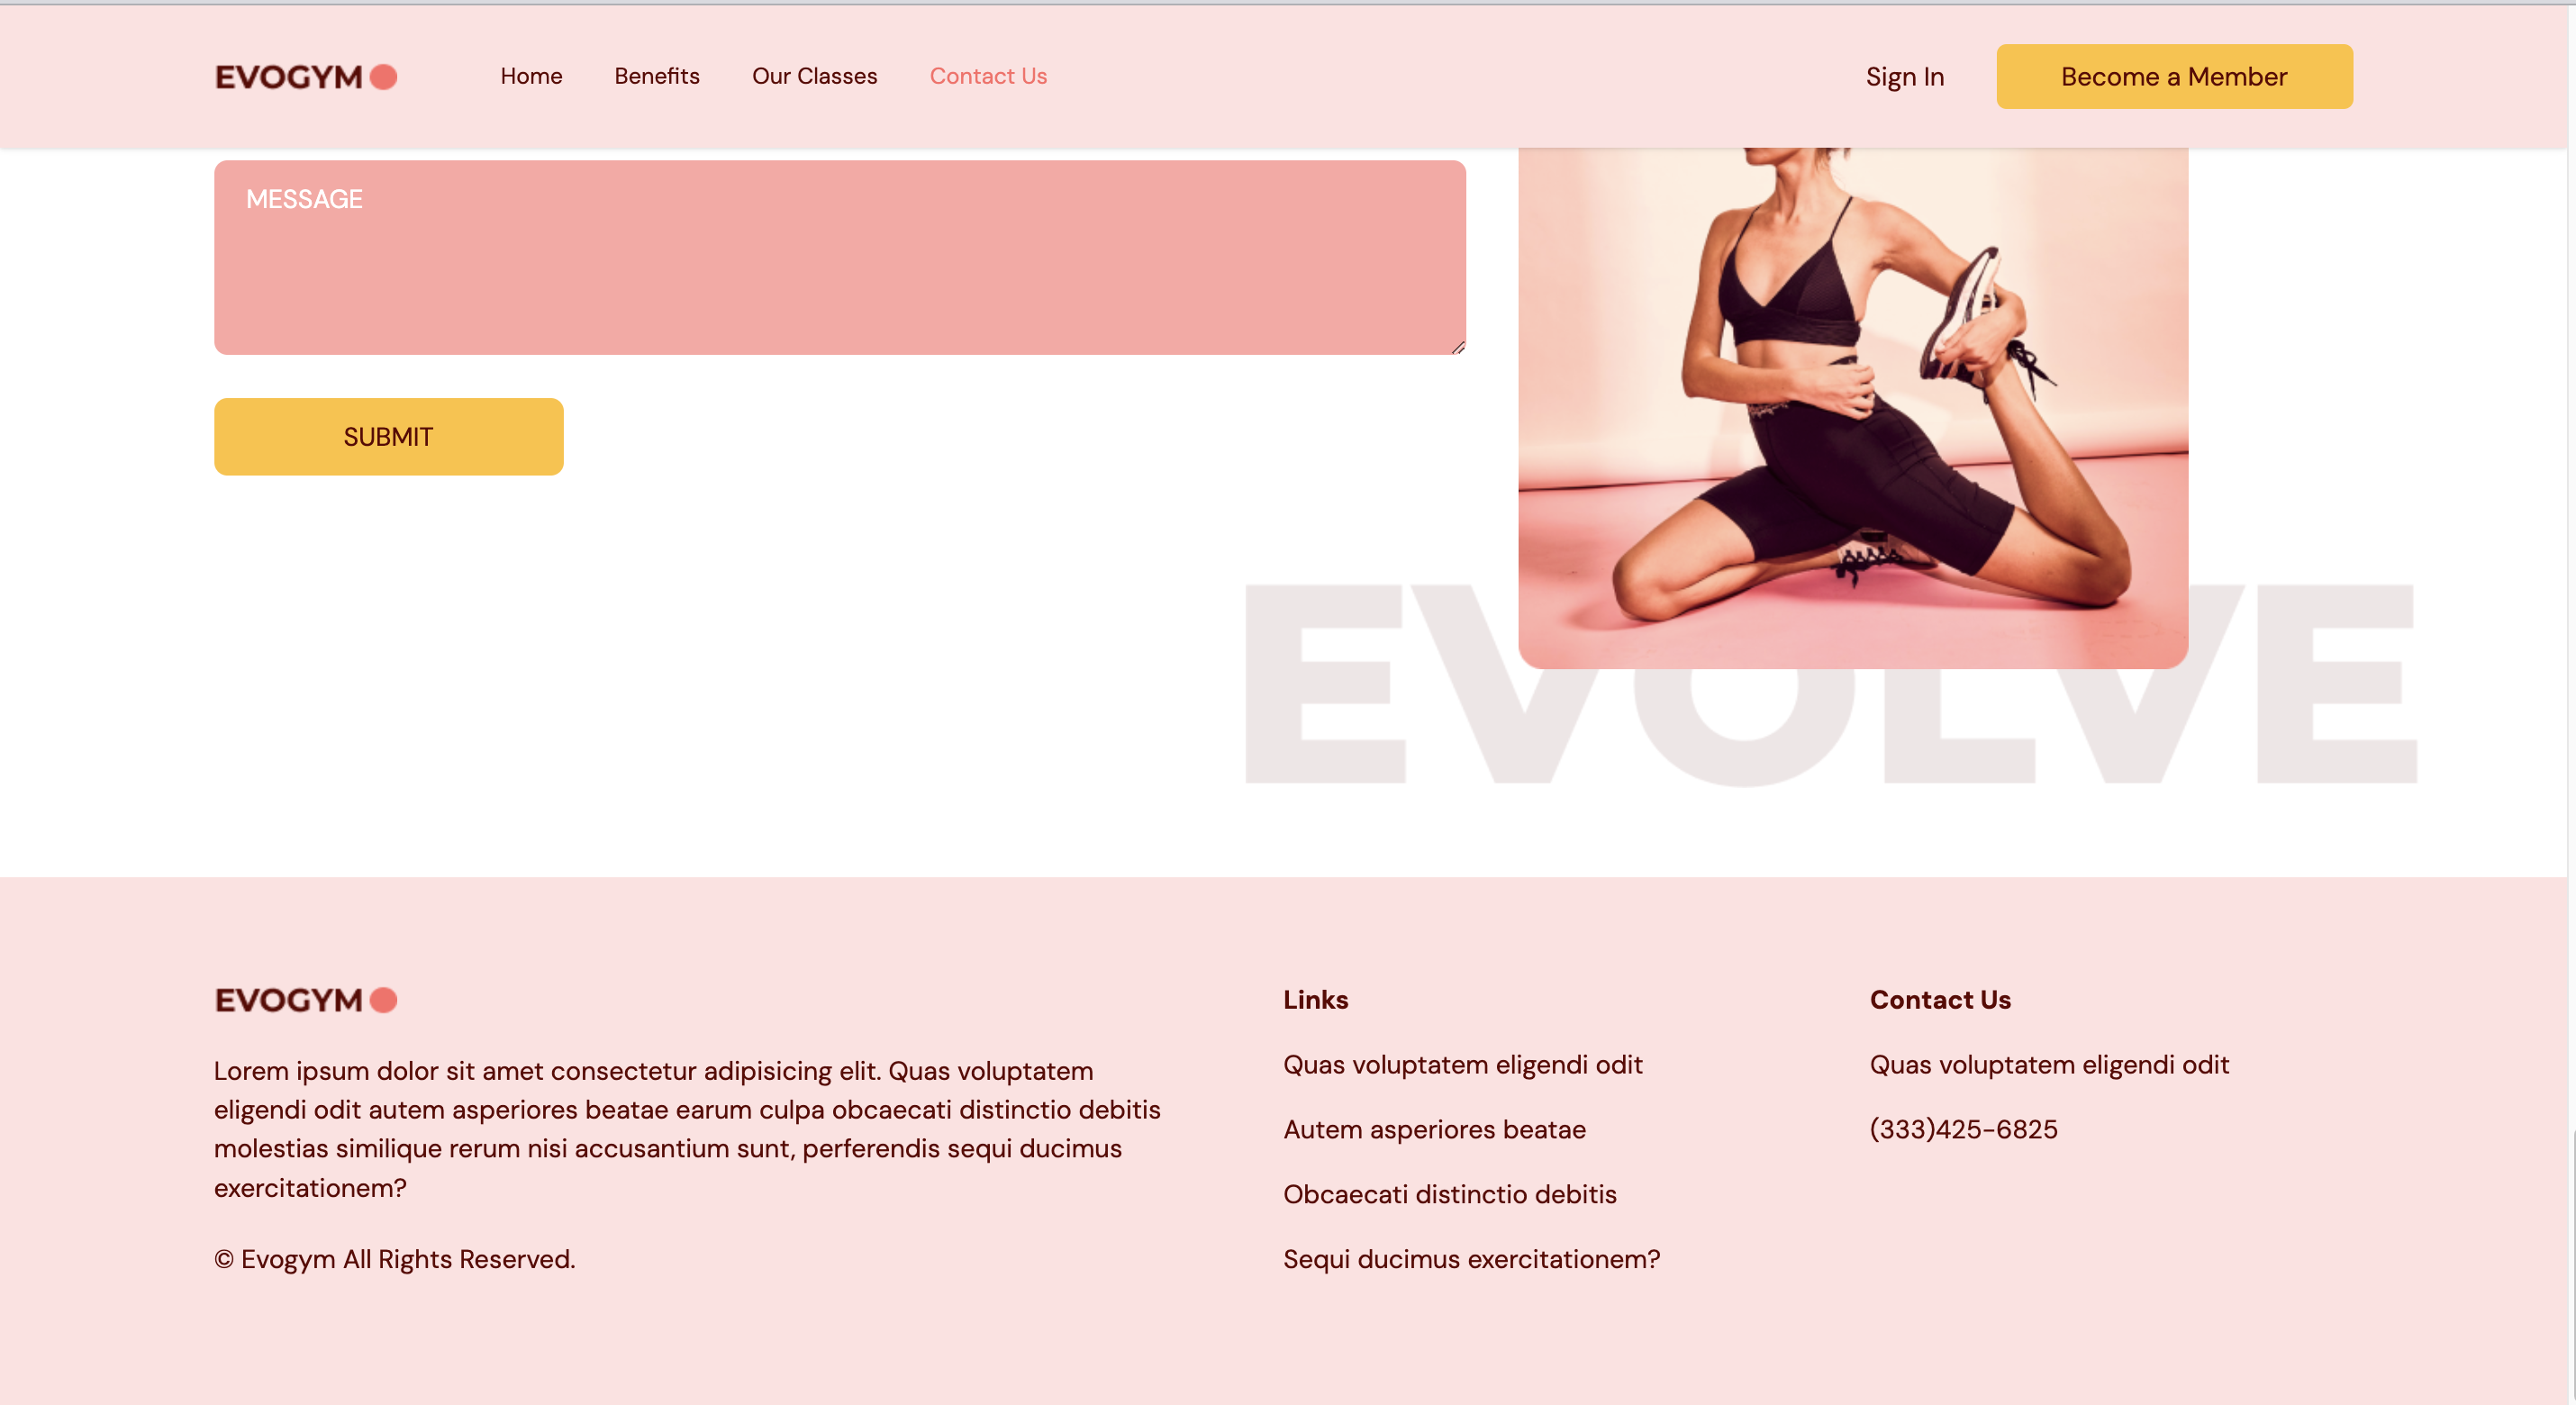 EVOGYM
Home
Benefits
Our Classes
Contact Us
Sign In
Become a Member
MESSAGE
SUBMIT
EVOLVE
EVOGYM
Lorem ipsum dolor sit amet consectetur adipisicing elit. Quas voluptatem
eligendi odit autem asperiores beatae earum culpa obcaecati distinctio debitis
molestias similique rerum nisi accusantium sunt, perferendis sequi ducimus
exercitationem?
© Evogym All Rights Reserved.
Links
Quas voluptatem eligendi odit
Autem asperiores beatae
Obcaecati distinctio debitis
Sequi ducimus exercitationem?
Contact Us
Quas voluptatem eligendi odit
(333)425-6825